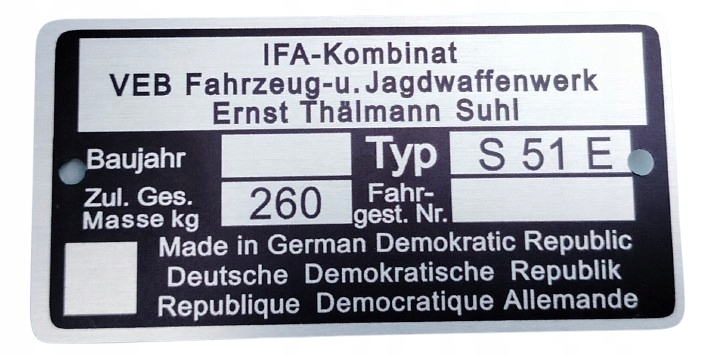 IFA-Kombinat
VEB Fahrzeug-u. Jagdwaffenwerk
Ernst Thälmann Suhl
Baujahr
Typ S 51 E
Zul. Ges.
Masse kg 260
Fahr-
gest. Nr.
Made in German Demokratic Republic
Deutsche Demokratische Republik
Republique Democratique Allemande